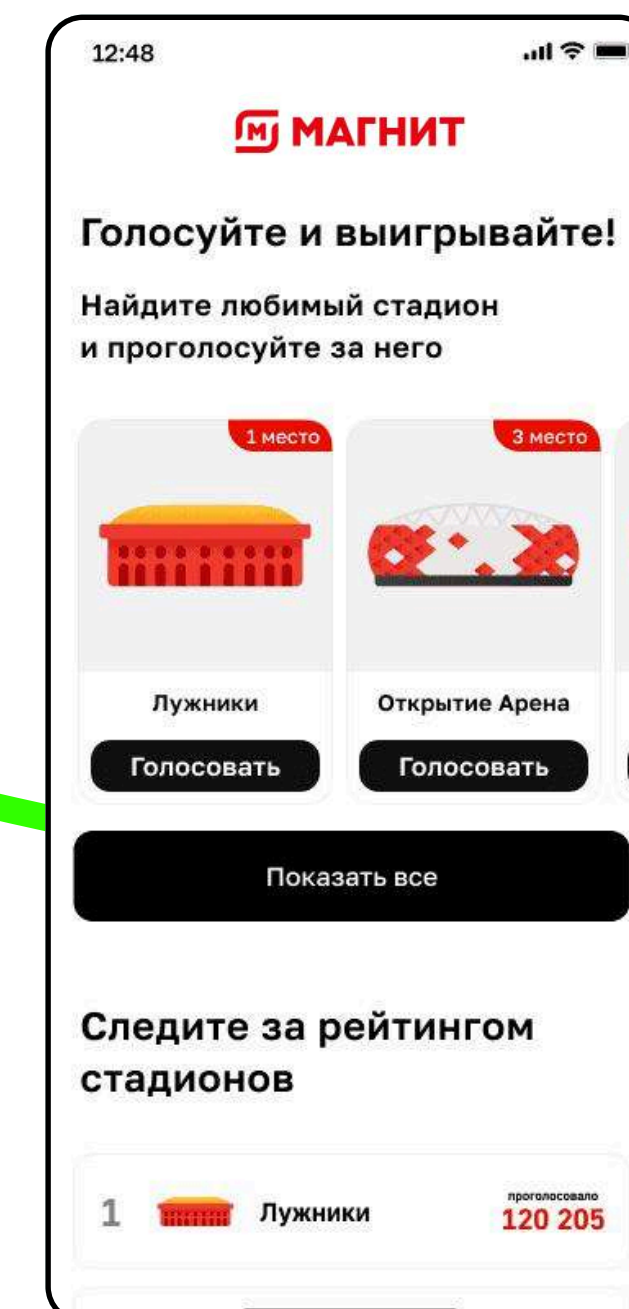 12:48
МАГНИТ
Голосуйте и выигрывайте!
Найдите любимый стадион
и проголосуйте за него
1 место
3 место
Лужники
Открытие Арена
Голосовать
Голосовать
Показать все
Следите за рейтингом
стадионов
1
Лужники
проголосовало
120 205